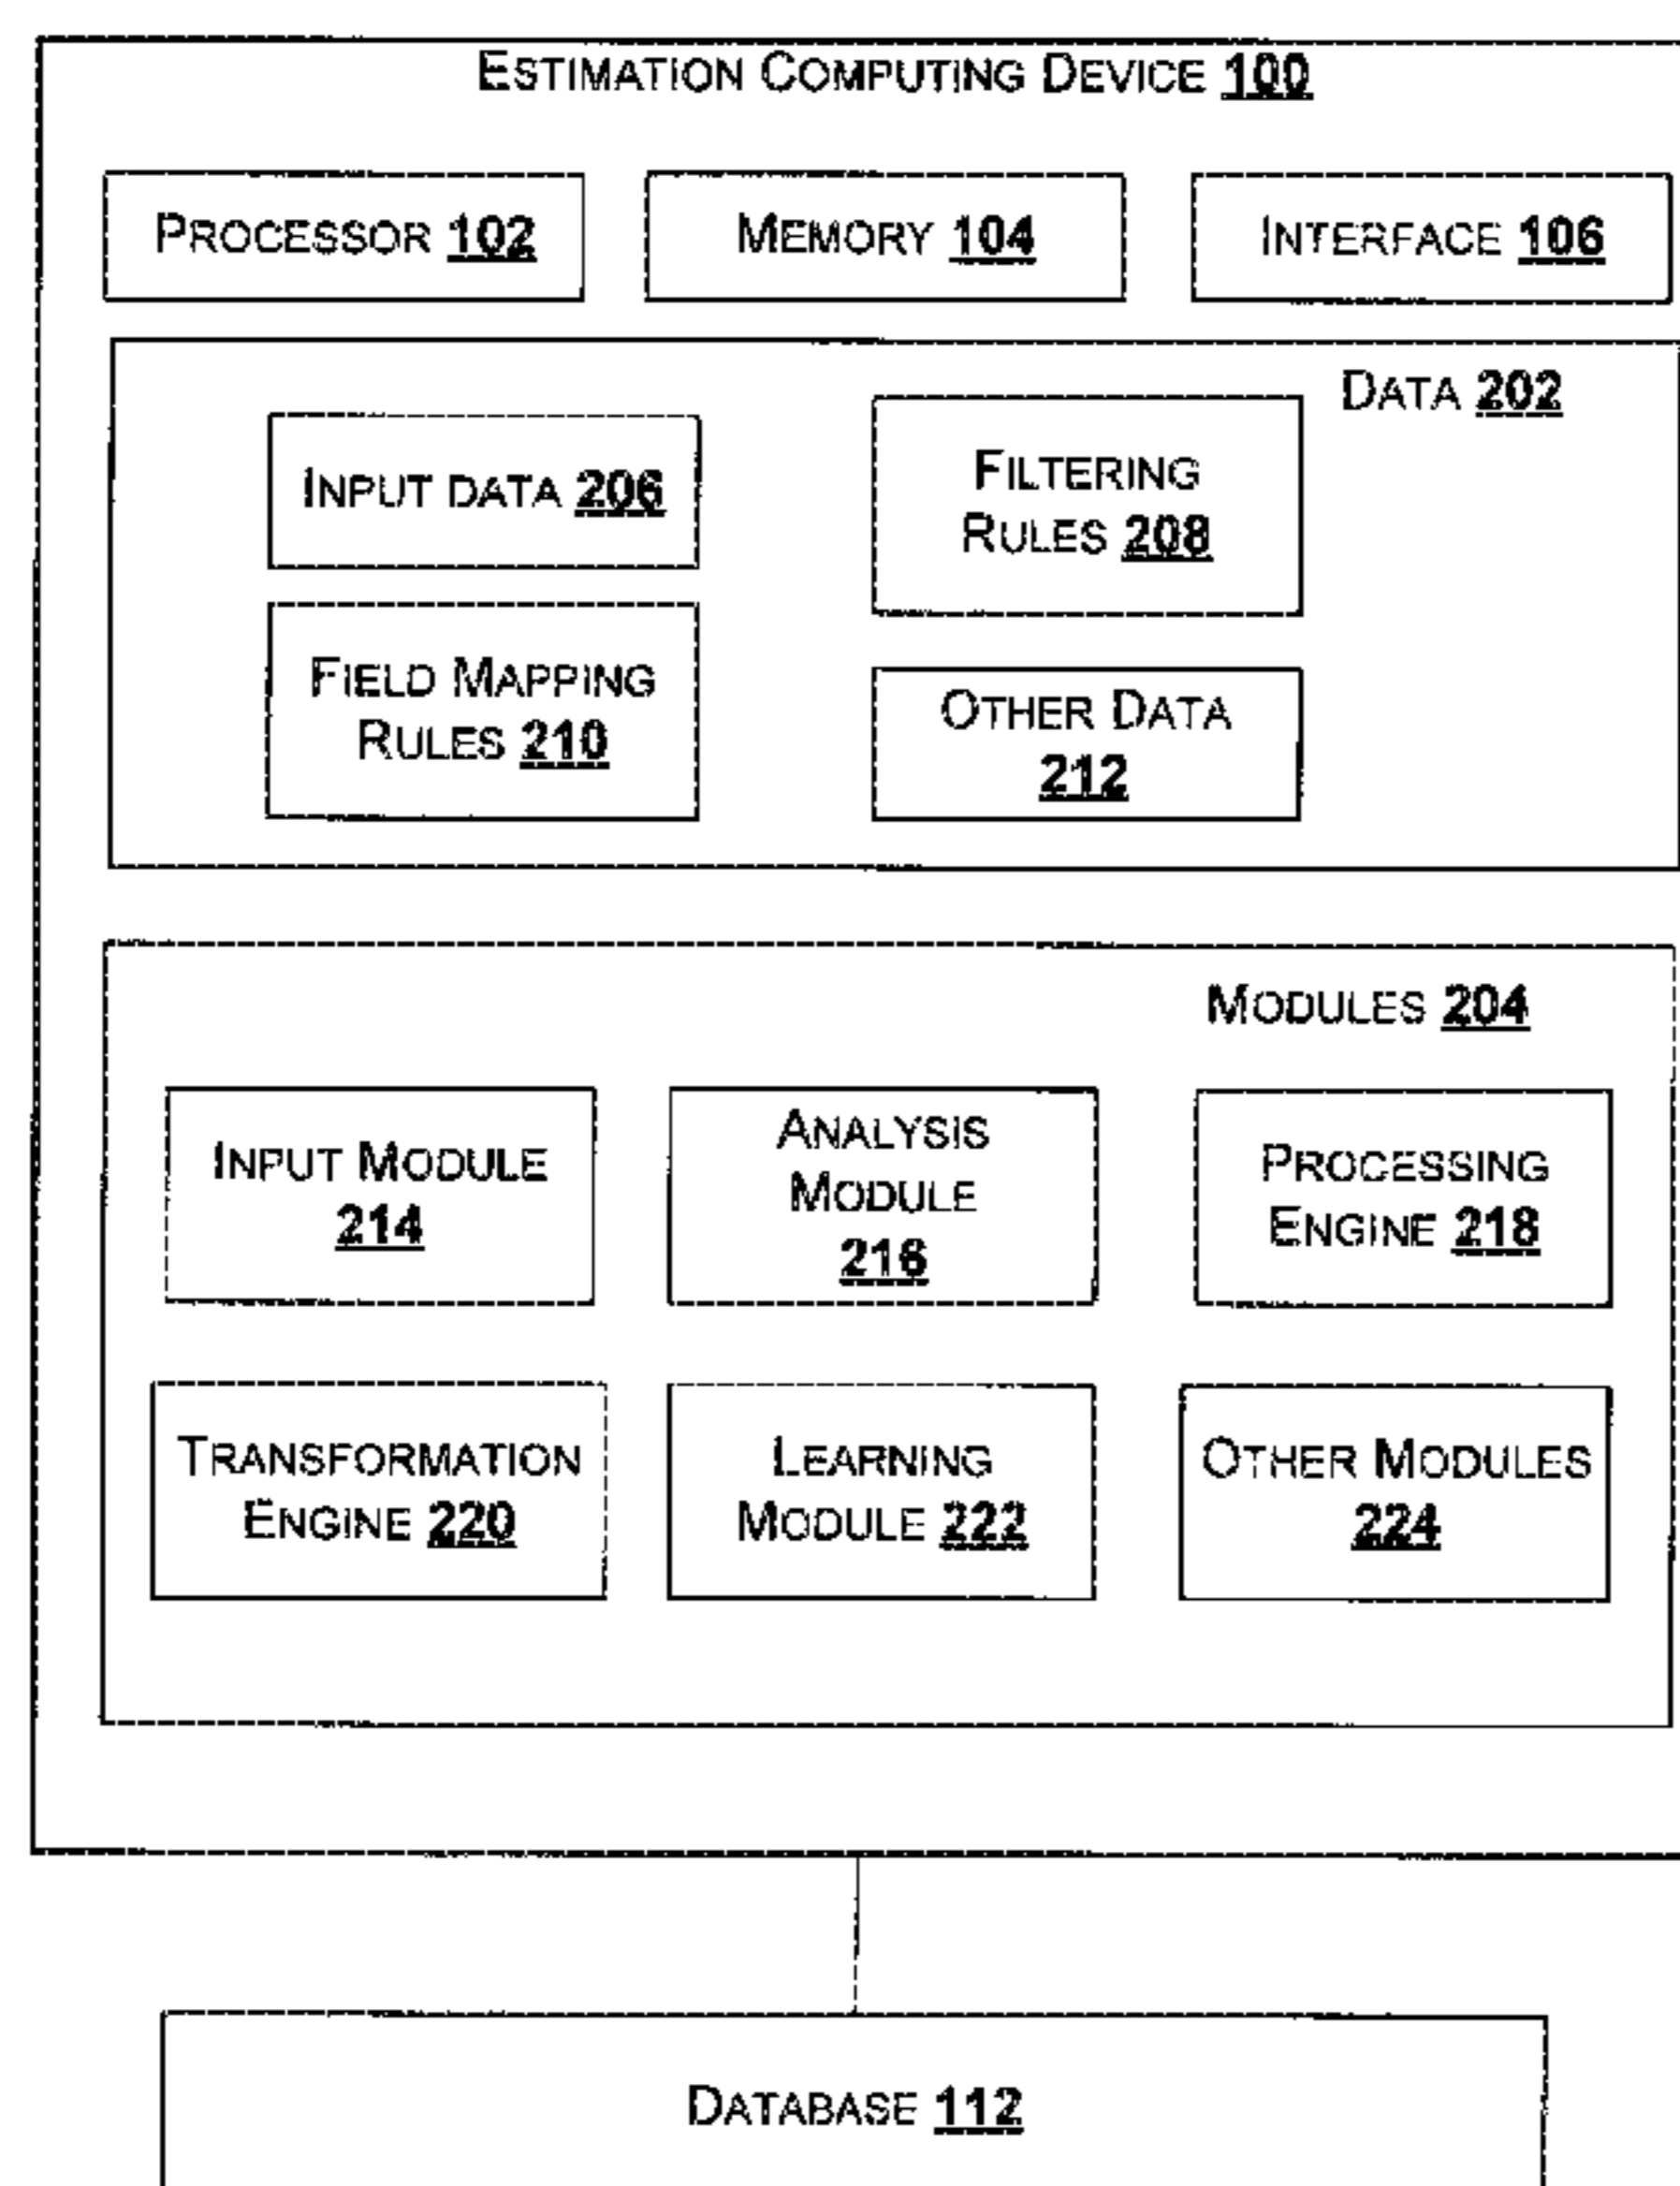 ESTIMATION COMPUTING DEVICE 100
PROCESSOR 102
MEMORY 104
INTERFACE 106
DATA 202
INPUT DATA 206
FILTERING
RULES 208
FIELD MAPPING
RULES 210
OTHER DATA
212
MODULES 204
INPUT MODULE
214
ANALYSIS
MODULE
216
PROCESSING
ENGINE 218
TRANSFORMATION
ENGINE 220
LEARNING
MODULE 222
OTHER MODULES
224
DATABASE 112